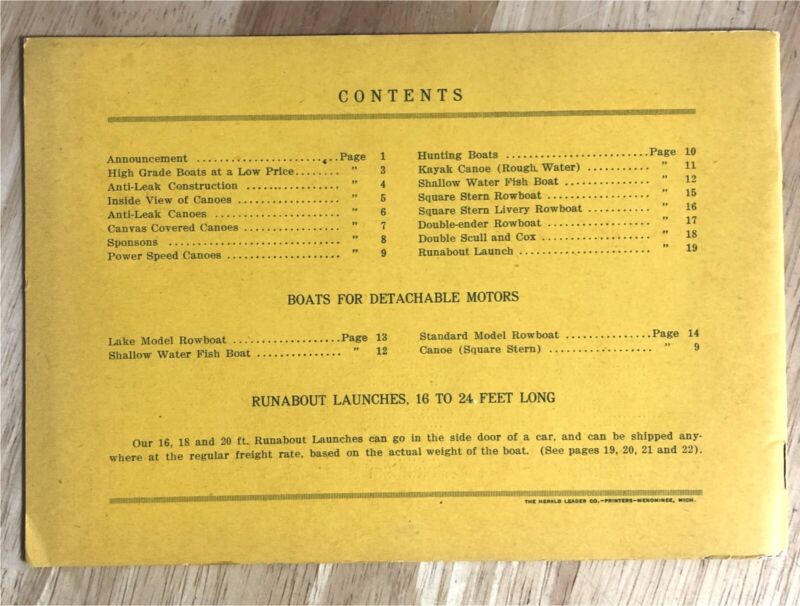 CONTENTS
Announcement ........................ Page 1
High Grade Boats at a Low Price........ " 3
Anti-Leak Construction ................ " 4
Inside View of Canoes .................. " 5
Anti-Leak Canoes ...................... " 6
Canvas Covered Canoes ................ " 7
Sponsons .............................. " 8
Power Speed Canoes .................... " 9
Hunting Boats ........................Page 10
Kayak Canoe (Rough Water) ........... " 11
Shallow Water Fish Boat ............... " 12
Square Stern Rowboat .................. " 15
Square Stern Livery Rowboat ........... " 16
Double-ender Rowboat .................. " 17
Double Scull and Cox .................. " 18
Runabout Launch ...................... " 19
BOATS FOR DETACHABLE MOTORS
Lake Model Rowboat ..................Page 13
Shallow Water Fish Boat ............... " 12
Standard Model Rowboat ..............Page 14
Canoe (Square Stern) .................. " 9
RUNABOUT LAUNCHES, 16 TO 24 FEET LONG
Our 16, 18 and 20 ft. Runabout Launches can go in the side door of a car, and can be shipped any-
where at the regular freight rate, based on the actual weight of the boat. (See pages 19, 20, 21 and 22).
THE HERALD LEADER CO.—PRINTERS—MENOMINEE, MICH.